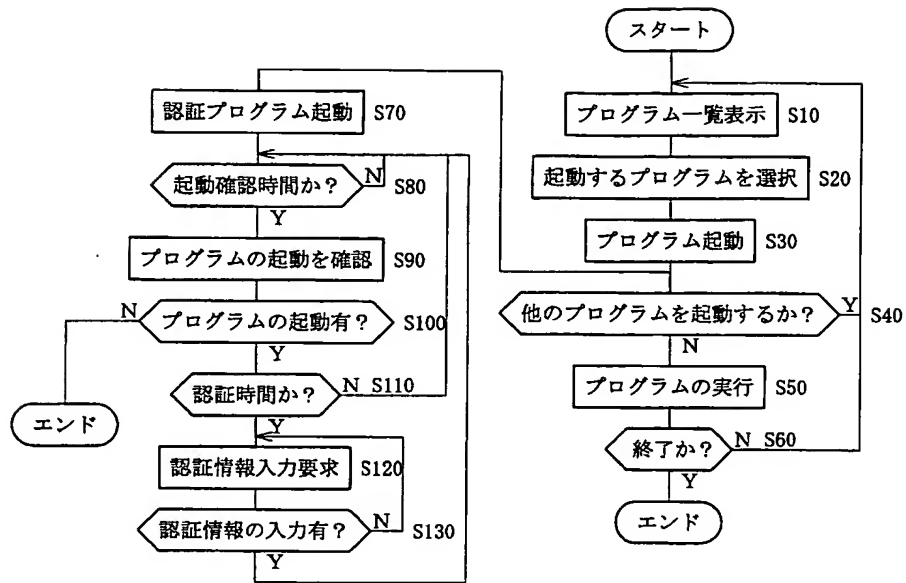 スタート
プログラム一覧表示 S10
起動するプログラムを選択 S20
プログラム起動 S30
他のプログラムを起動するか? Y S40
N
プログラムの実行 S50
終了か? N S60
Y
エンド
認証プログラム起動 S70
起動確認時間か? N S80
Y
プログラムの起動を確認 S90
N プログラムの起動有? S100
Y
認証時間か? N S110
Y
エンド
認証情報入力要求 S120
認証情報の入力有? N S130
Y